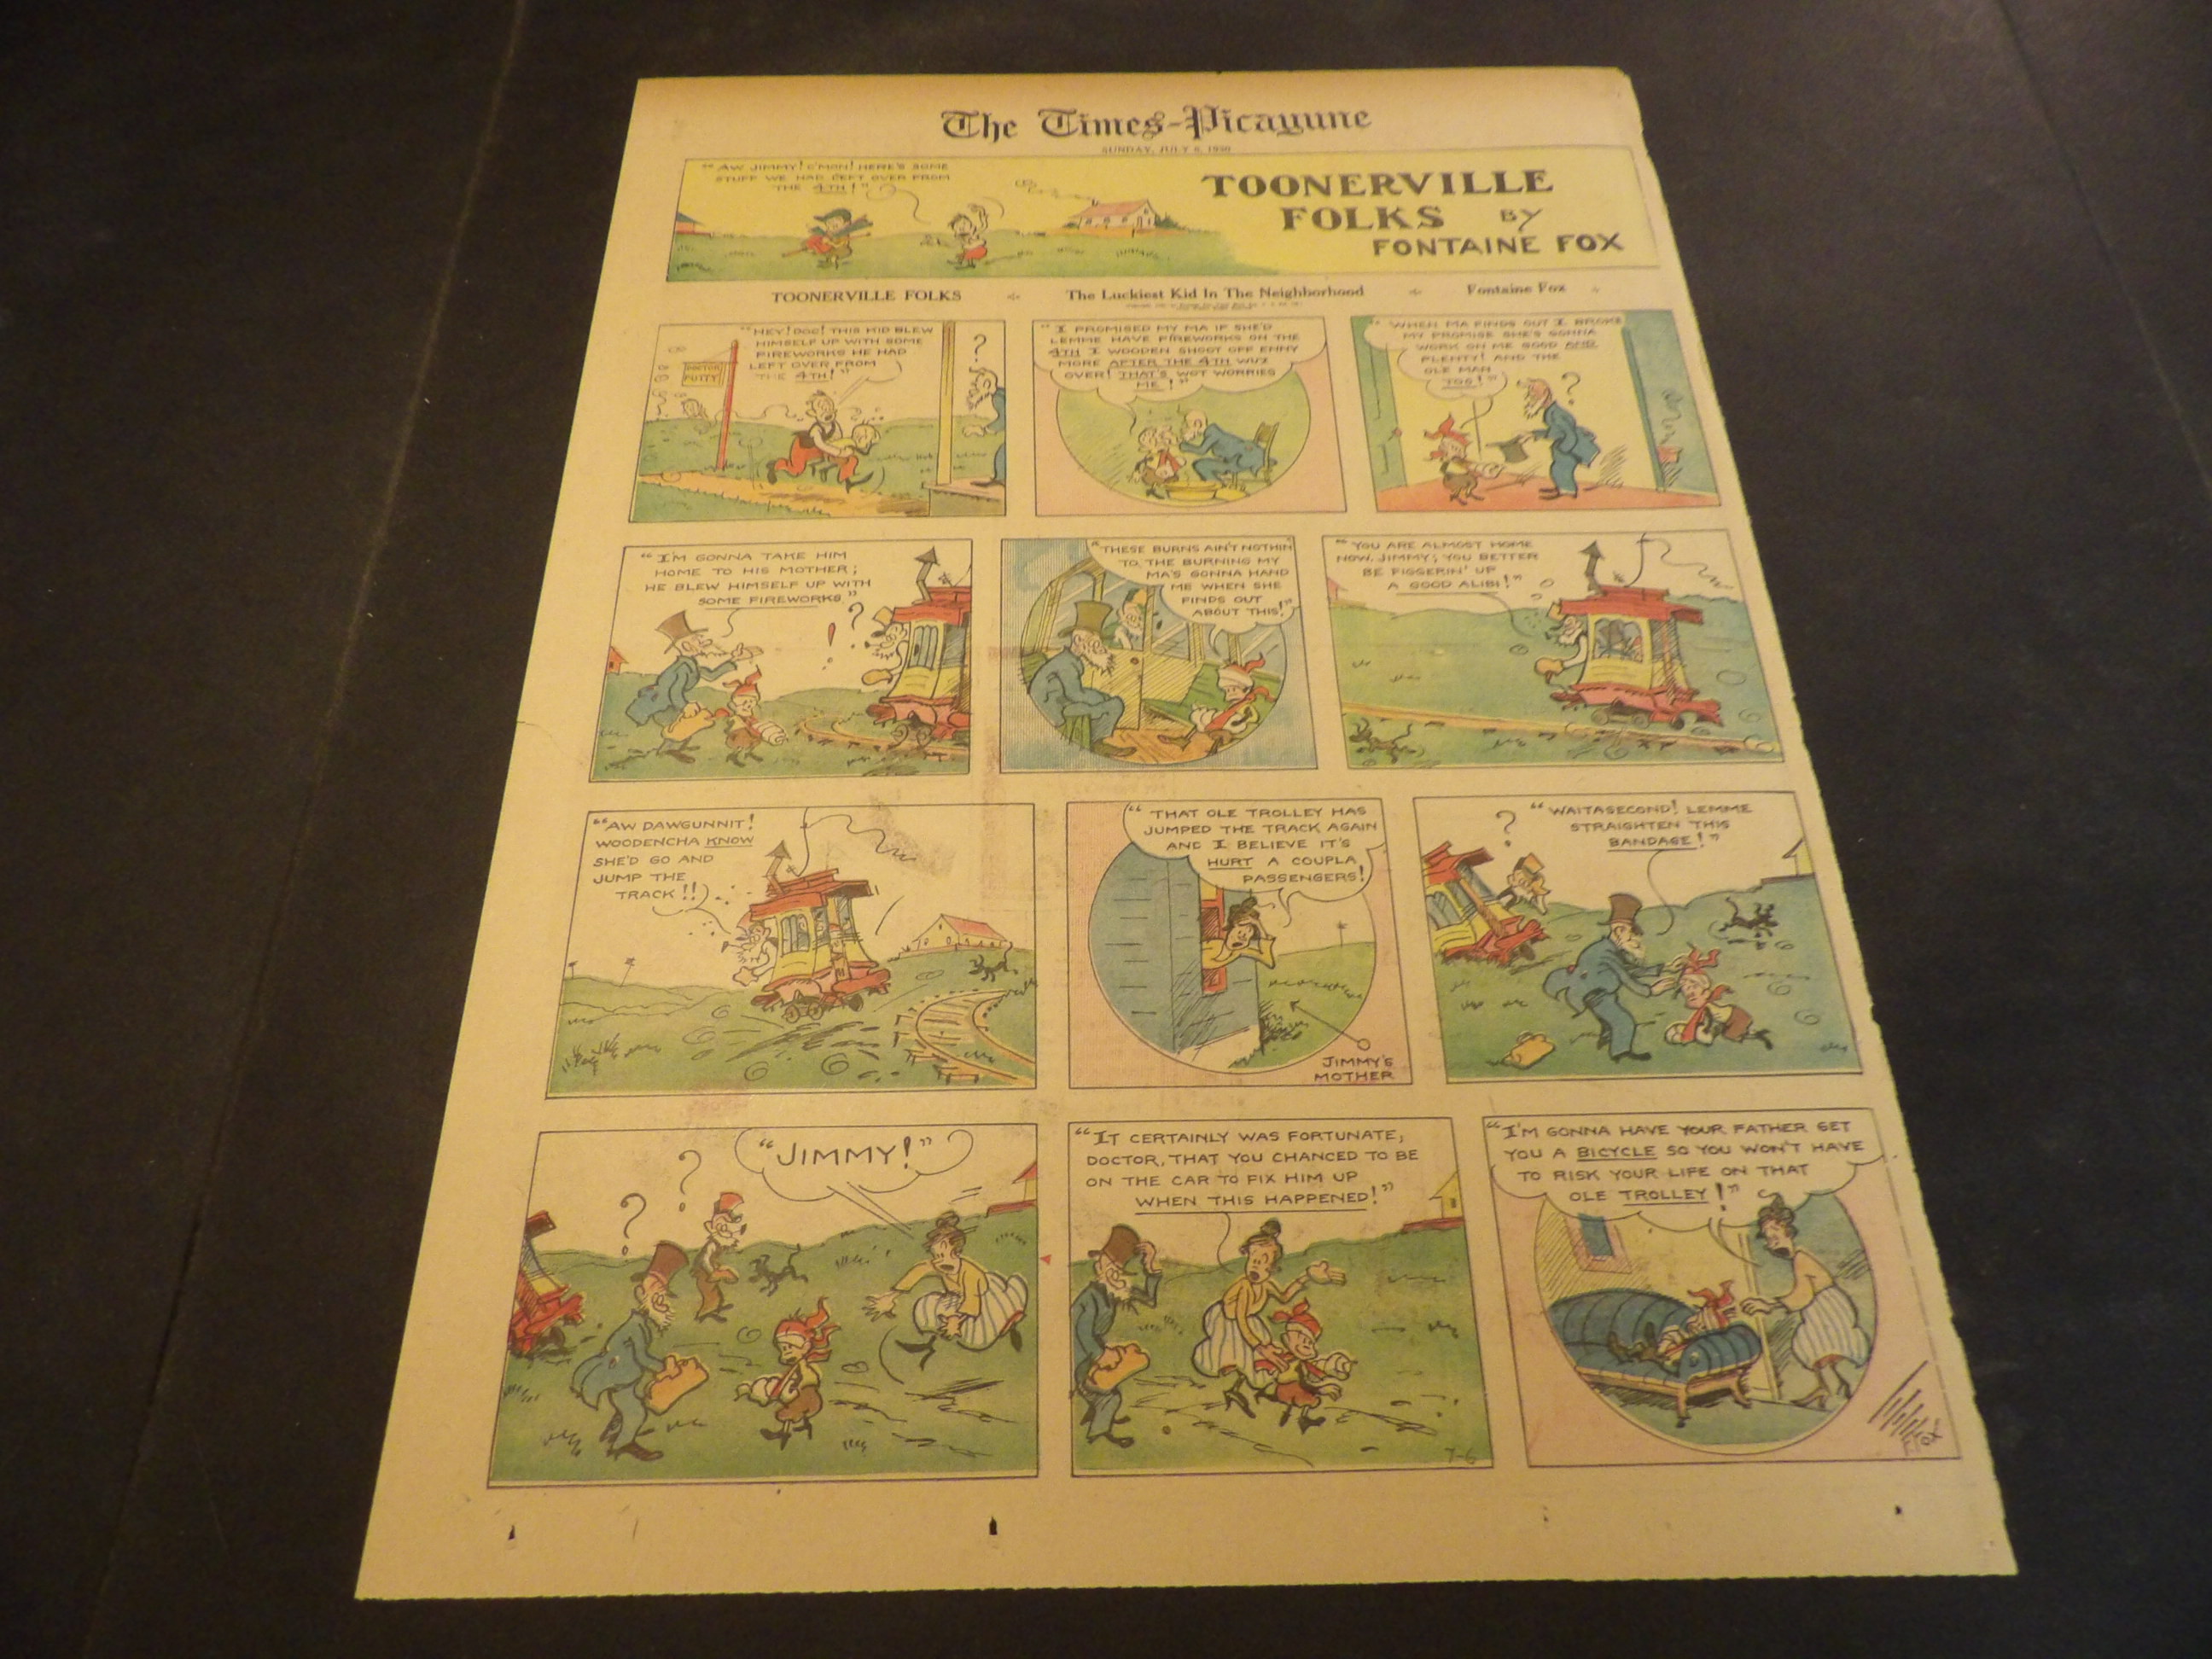 The Times-Picayune
SUNDAY, JULY 6, 1930
"AW JIMMY! C'MON! HERE'S SOME
STUFF WE HAD LEFT OVER FROM
THE 4TH!"
TOONERVILLE
FOLKS BY
FONTAINE FOX
TOONERVILLE FOLKS The Luckiest Kid In The Neighborhood Fontaine Fox
"HEY! DOC! THIS KID BLEW
HIMSELF UP WITH SOME
FIREWORKS HE HAD
LEFT OVER FROM
THE 4TH!"
DOCTOR
PUTTY
?
"I PROMISED MY MA IF SHE'D
LEMME HAVE FIREWORKS ON THE
4TH I WOODEN SHOOT OFF ENNY
MORE AFTER THE 4TH WUZ
OVER! THAT'S WOT WORRIES
ME!"
"WHEN MA FINDS OUT I BROKE
MY PROMISE SHE'S GONNA
WORK ON ME GOOD AND
PLENTY! AND THE
OLE MAN
TOO!"
?
"I'M GONNA TAKE HIM
HOME TO HIS MOTHER;
HE BLEW HIMSELF UP WITH
SOME FIREWORKS."
! ?
"THESE BURNS AIN'T NOTHIN'
TO THE BURNING MY
MA'S GONNA HAND
ME WHEN SHE
FINDS OUT
ABOUT THIS!"
"YOU ARE ALMOST HOME
NOW, JIMMY; YOU BETTER
BE FIGGERIN' UP
A GOOD ALIBI!"
"AW DAWGUNNIT!
WOODENCHA KNOW
SHE'D GO AND
JUMP THE
TRACK!!
"THAT OLE TROLLEY HAS
JUMPED THE TRACK AGAIN
AND I BELIEVE IT'S
HURT A COUPLA
PASSENGERS!
JIMMY'S
MOTHER
?
"WAITASECOND! LEMME
STRAIGHTEN THIS
BANDAGE!"
"JIMMY!"
? ?
"IT CERTAINLY WAS FORTUNATE,
DOCTOR, THAT YOU CHANCED TO BE
ON THE CAR TO FIX HIM UP
WHEN THIS HAPPENED!"
7-6
"I'M GONNA HAVE YOUR FATHER GET
YOU A BICYCLE SO YOU WON'T HAVE
TO RISK YOUR LIFE ON THAT
OLE TROLLEY!"
F. FOX